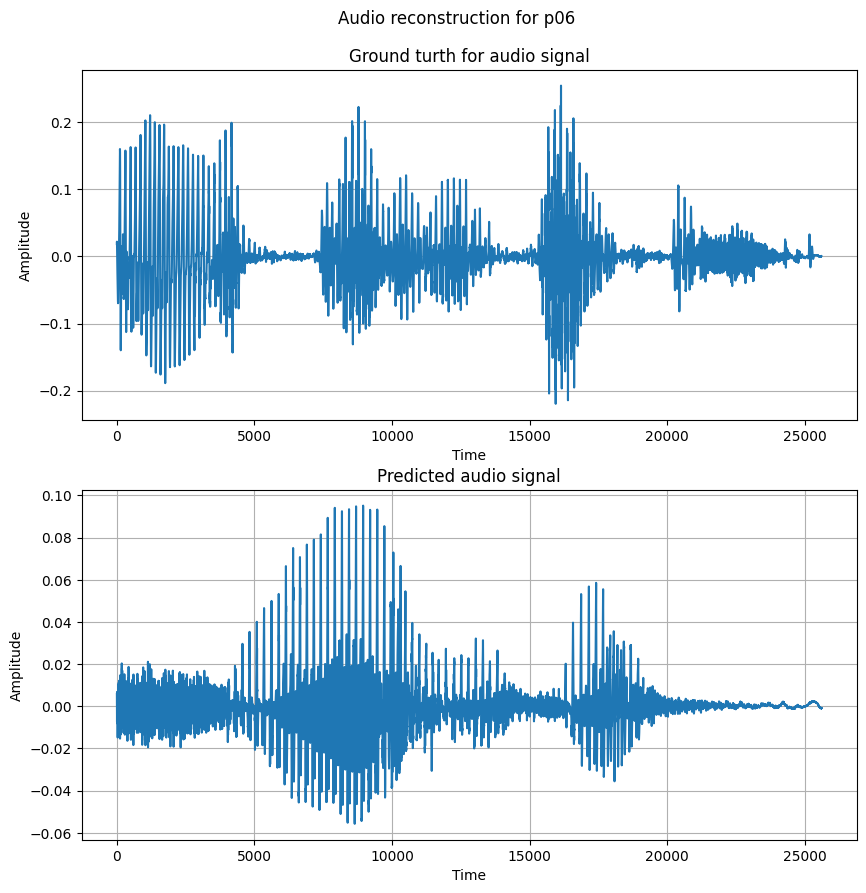 Audio reconstruction for p06
Ground turth for audio signal
0.2
0.1
0.0
−0.1
−0.2
Amplitude
0 5000 10000 15000 20000 25000
Time
Predicted audio signal
0.10
0.08
0.06
0.04
0.02
0.00
−0.02
−0.04
−0.06
Amplitude
0 5000 10000 15000 20000 25000
Time